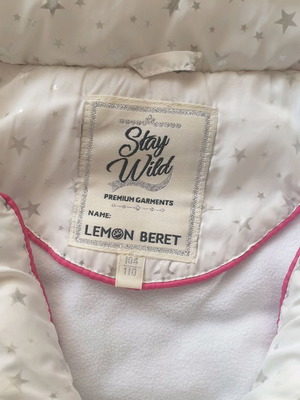 Stay
Wild
PREMIUM GARMENTS
NAME:
LEMON BERET
104
110